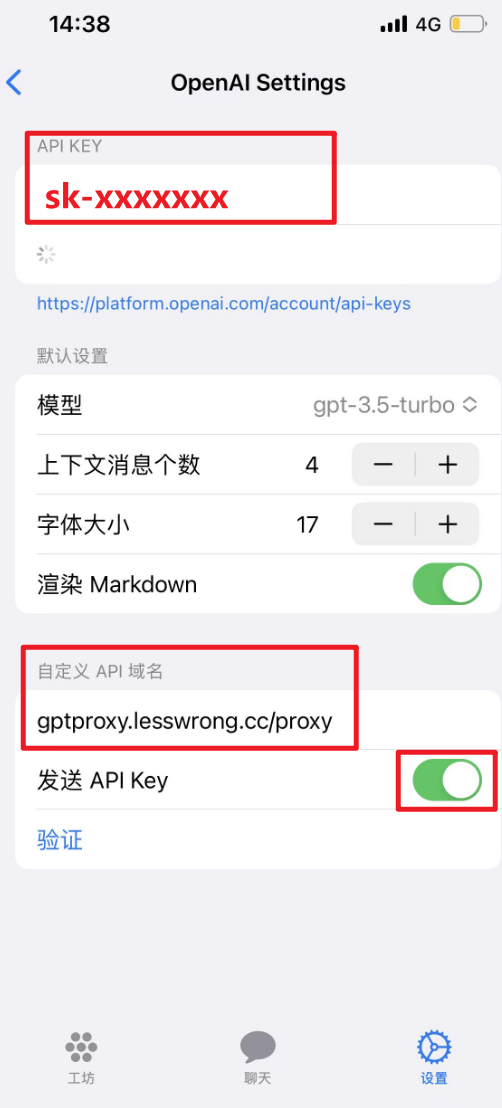 14:38
4G
OpenAI Settings
API KEY
sk-xxxxxxx
https://platform.openai.com/account/api-keys
默认设置
模型 gpt-3.5-turbo
上下文消息个数 4 − +
字体大小 17 − +
渲染 Markdown
自定义 API 域名
gptproxy.lesswrong.cc/proxy
发送 API Key
验证
工坊 聊天 设置